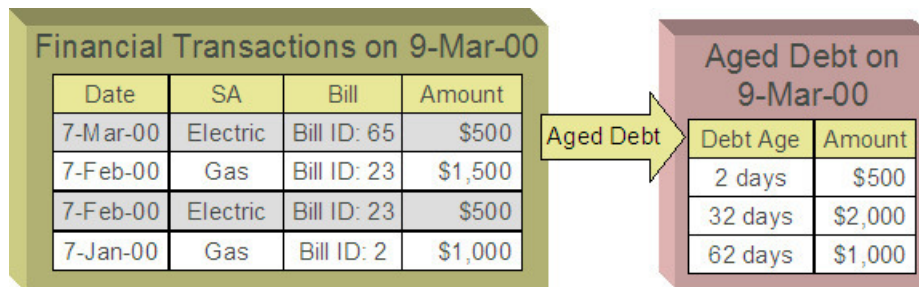 Financial Transactions on 9-Mar-00
Date SA Bill Amount
7-Mar-00 Electric Bill ID: 65 $500
7-Feb-00 Gas Bill ID: 23 $1,500
7-Feb-00 Electric Bill ID: 23 $500
7-Jan-00 Gas Bill ID: 2 $1,000
Aged Debt
Aged Debt on
9-Mar-00
Debt Age Amount
2 days $500
32 days $2,000
62 days $1,000